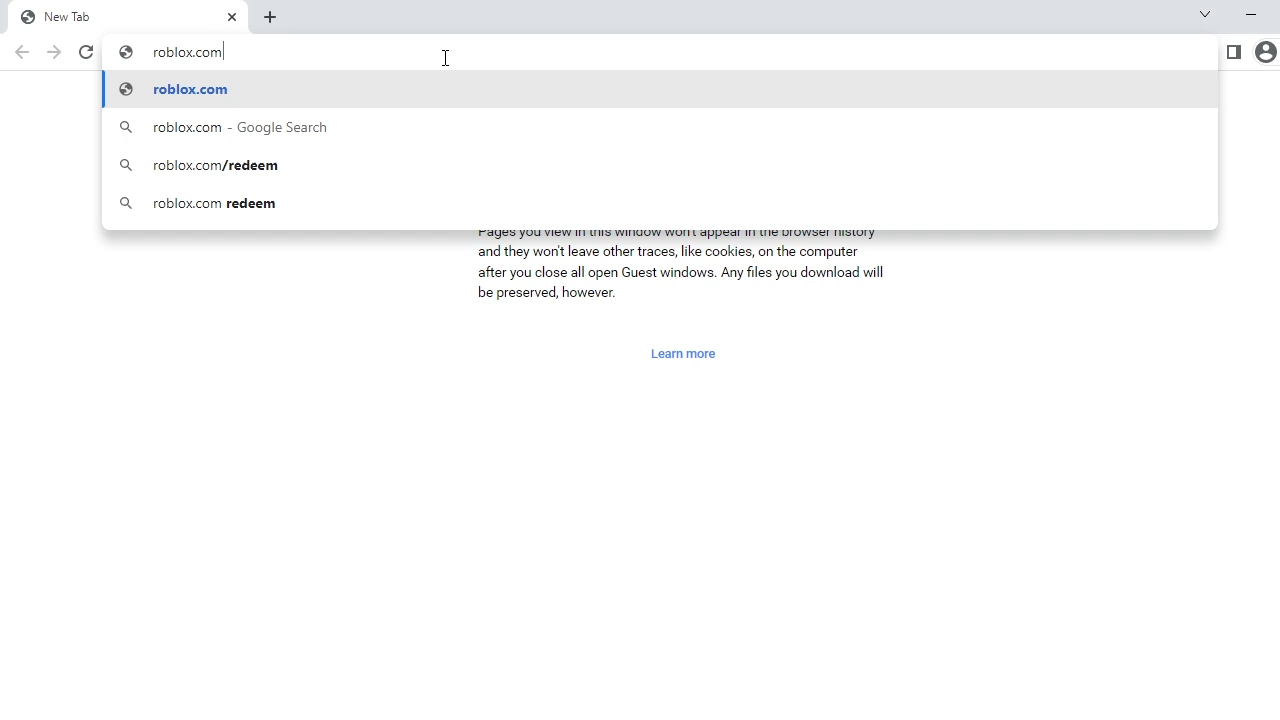 New Tab
roblox.com
roblox.com
roblox.com - Google Search
roblox.com/redeem
roblox.com redeem
Pages you view in this window won't appear in the browser history
and they won't leave other traces, like cookies, on the computer
after you close all open Guest windows. Any files you download will
be preserved, however.
Learn more